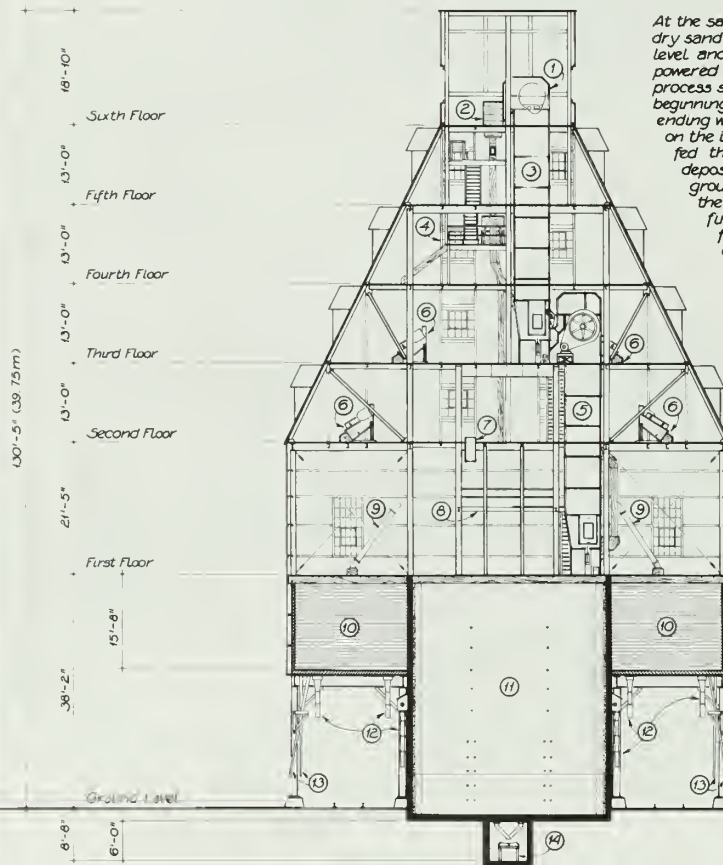 At the sa
dry sand
level and
powered
process s
beginning
ending w
on the
fed th
depos
grou
the
fu
f
18'-10"
Sixth Floor
13'-0"
Fifth Floor
13'-0"
Fourth Floor
13'-0"
Third Floor
13'-0"
Second Floor
21'-5"
First Floor
15'-8"
38'-2"
Ground Level
8'-8"
6'-0"
130'-5" (39.75m)
1
2
3
4
6
6
5
6
6
7
8
9
9
10
10
11
12
12
13
13
14